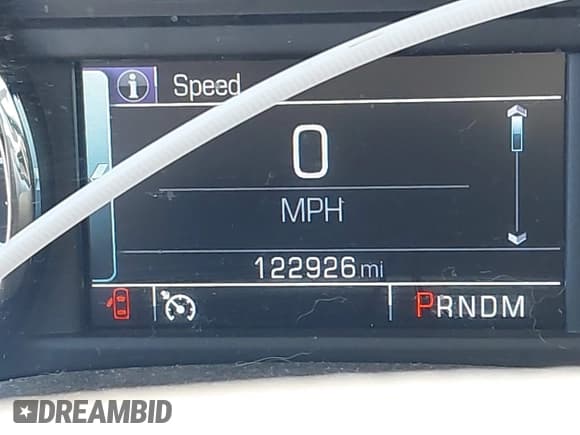 i Speed
0
MPH
122926 mi
PRNDM
DREAMBID